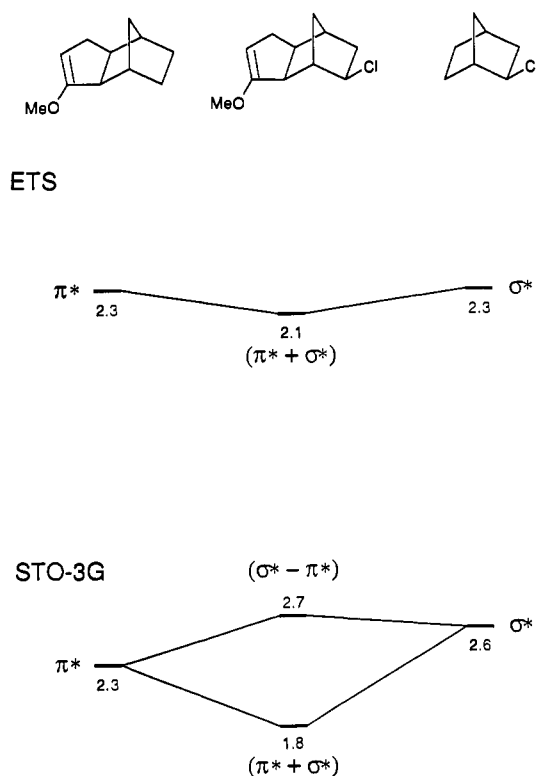 MeO
MeO
Cl
C
ETS
π* 2.3
2.1
(π* + σ*)
2.3 σ*
STO-3G
(σ* − π*)
2.7
π* 2.3
2.6 σ*
1.8
(π* + σ*)